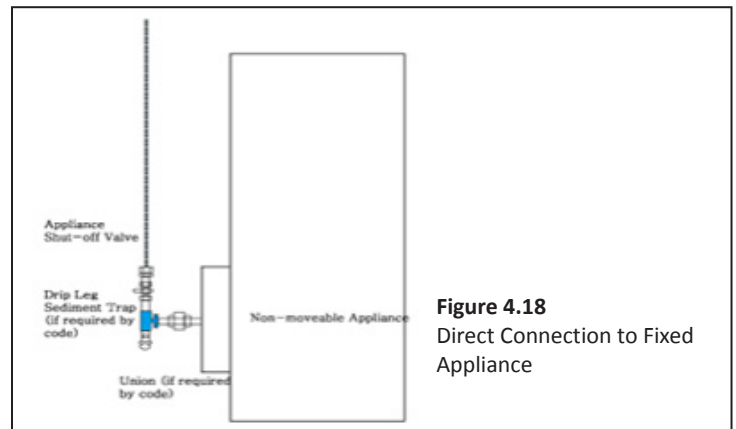 Appliance
Shut-off Valve
Drip Leg
Sediment Trap
(if required by
code)
Non-moveable Appliance
Union (if required
by code)
Figure 4.18
Direct Connection to Fixed
Appliance